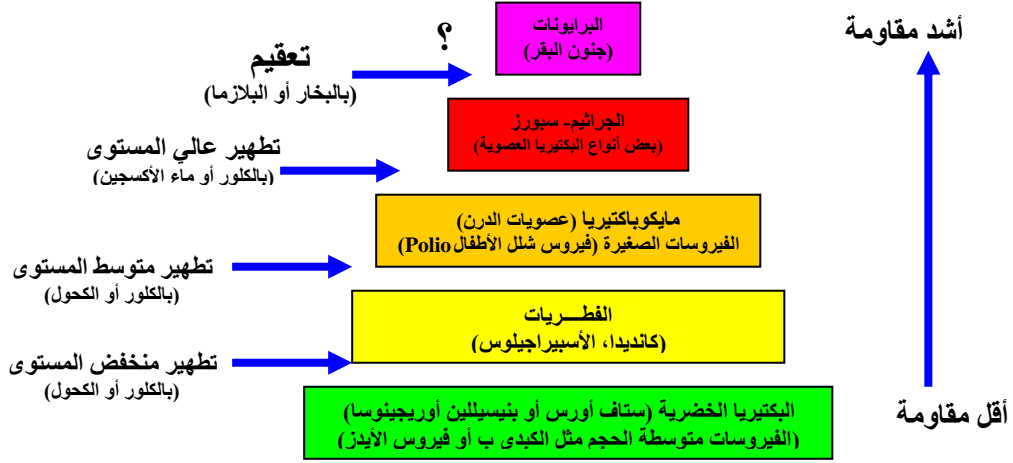 البرايونات
(جنون البقر)
أشد مقاومة
؟
تعقيم
(بالبخار أو البلازما)
الجراثيم- سبورز
(بعض أنواع البكتيريا العصوية)
تطهير عالي المستوى
(بالكلور أو ماء الأكسجين)
مايكوباكتيريا (عصويات الدرن)
الفيروسات الصغيرة (فيروس شلل الأطفال Polio)
تطهير متوسط المستوى
(بالكلور أو الكحول)
الفطـــريات
(كانديدا، الأسبيراجيلوس)
تطهير منخفض المستوى
(بالكلور أو الكحول)
البكتيريا الخضرية (ستاف أورس أو بنيسيللين أوريجينوسا)
(الفيروسات متوسطة الحجم مثل الكبدى ب أو فيروس الأيدز)
أقل مقاومة